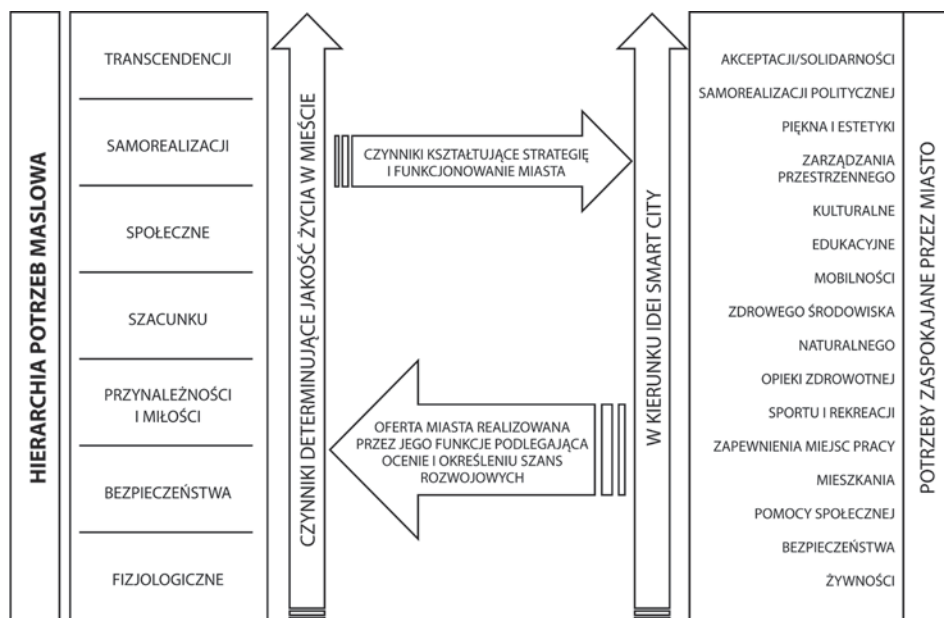 HIERARCHIA POTRZEB MASLOWA
TRANSCENDENCJI
SAMOREALIZACJI
SPOŁECZNE
SZACUNKU
PRZYNALEŻNOŚCI
I MIŁOŚCI
BEZPIECZEŃSTWA
FIZJOLOGICZNE
CZYNNIKI DETERMINUJĄCE JAKOŚĆ ŻYCIA W MIEŚCIE
CZYNNIKI KSZTAŁTUJĄCE STRATEGIĘ
I FUNKCJONOWANIE MIASTA
OFERTA MIASTA REALIZOWANA
PRZEZ JEGO FUNKCJE PODLEGAJĄCA
OCENIE I OKREŚLENIU SZANS
ROZWOJOWYCH
W KIERUNKU IDEI SMART CITY
AKCEPTACJI/SOLIDARNOŚCI
SAMOREALIZACJI POLITYCZNEJ
PIĘKNA I ESTETYKI
ZARZĄDZANIA
PRZESTRZENNEGO
KULTURALNE
EDUKACYJNE
MOBILNOŚCI
ZDROWEGO ŚRODOWISKA
NATURALNEGO
OPIEKI ZDROWOTNEJ
SPORTU I REKREACJI
ZAPEWNIENIA MIEJSC PRACY
MIESZKANIA
POMOCY SPOŁECZNEJ
BEZPIECZEŃSTWA
ŻYWNOŚCI
POTRZEBY ZASPOKAJANE PRZEZ MIASTO